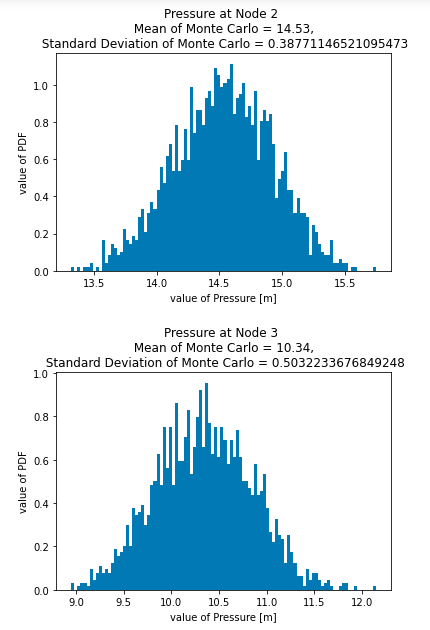 Pressure at Node 2
Mean of Monte Carlo = 14.53,
Standard Deviation of Monte Carlo = 0.38771146521095473
value of PDF
1.0
0.8
0.6
0.4
0.2
0.0
13.5 14.0 14.5 15.0 15.5
value of Pressure [m]
Pressure at Node 3
Mean of Monte Carlo = 10.34,
Standard Deviation of Monte Carlo = 0.5032233676849248
value of PDF
1.0
0.8
0.6
0.4
0.2
0.0
9.0 9.5 10.0 10.5 11.0 11.5 12.0
value of Pressure [m]